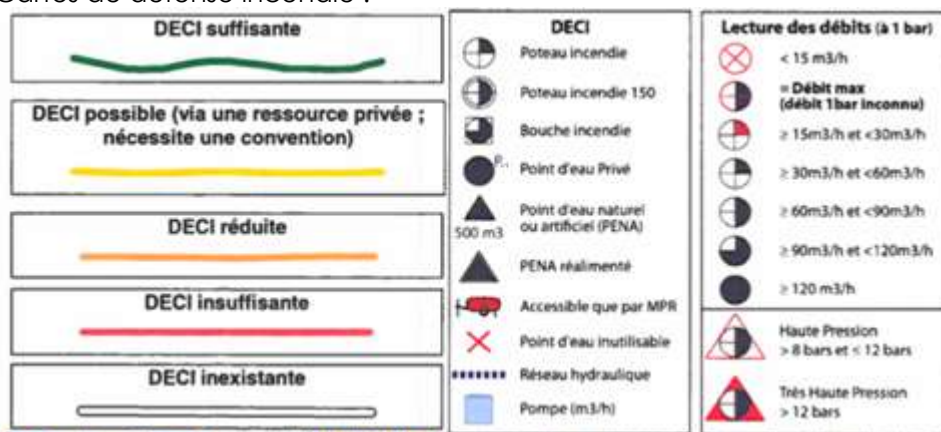 Cartes de défense incendie :
DECI suffisante
DECI possible (via une ressource privée ;
nécessite une convention)
DECI réduite
DECI insuffisante
DECI inexistante
DECI
Poteau incendie
Poteau incendie 150
Bouche incendie
P..
Point d'eau Privé
500 m3
Point d'eau naturel
ou artificiel (PENA)
PENA réalimenté
Accessible que par MPR
Point d'eau inutilisable
Réseau hydraulique
Pompe (m3/h)
Lecture des débits (à 1 bar)
< 15 m3/h
= Débit max
(débit 1bar inconnu)
≥ 15m3/h et <30m3/h
≥ 30m3/h et <60m3/h
≥ 60m3/h et <90m3/h
≥ 90m3/h et <120m3/h
≥ 120 m3/h
Haute Pression
> 8 bars et ≤ 12 bars
Très Haute Pression
> 12 bars